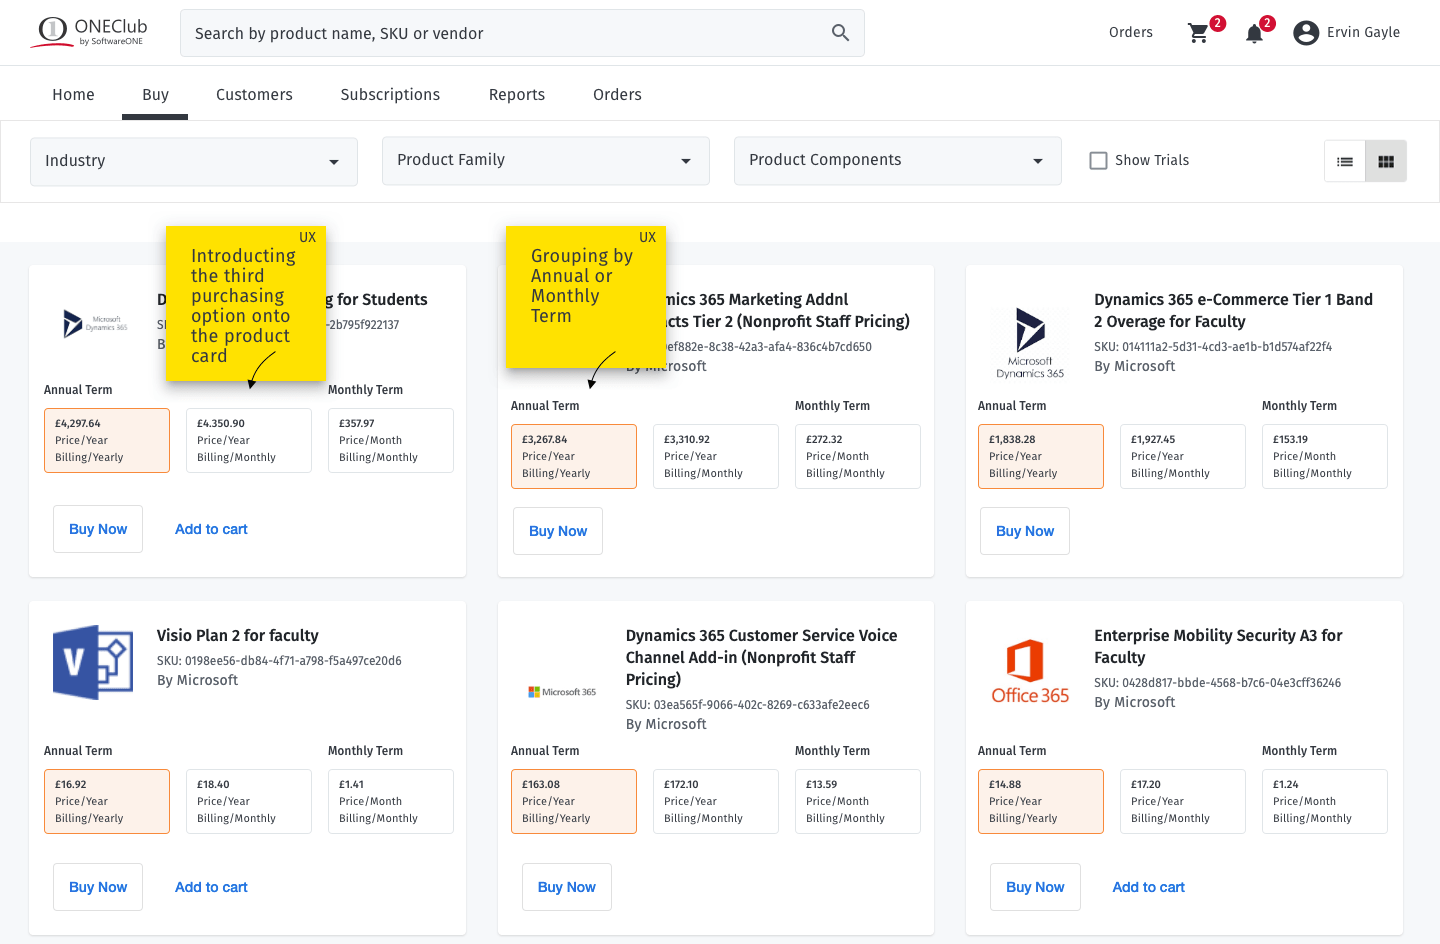 ONEClub
by SoftwareONE
Search by product name, SKU or vendor
Orders
2
2
Ervin Gayle
Home
Buy
Customers
Subscriptions
Reports
Orders
Industry
Product Family
Product Components
Show Trials
UX
Introducting
the third
purchasing
option onto
the product
card
UX
Grouping by
Annual or
Monthly
Term
Microsoft
Dynamics 365
g for Students
-2b795f922137
Annual Term
Monthly Term
£4,297.64
Price/Year
Billing/Yearly
£4.350.90
Price/Year
Billing/Monthly
£357.97
Price/Month
Billing/Monthly
Buy Now
Add to cart
mics 365 Marketing Addnl
cts Tier 2 (Nonprofit Staff Pricing)
ef882e-8c38-42a3-afa4-836c4b7cd650
By Microsoft
Annual Term
Monthly Term
£3,267.84
Price/Year
Billing/Yearly
£3,310.92
Price/Year
Billing/Monthly
£272.32
Price/Month
Billing/Monthly
Buy Now
Microsoft
Dynamics 365
Dynamics 365 e-Commerce Tier 1 Band
2 Overage for Faculty
SKU: 014111a2-5d31-4cd3-ae1b-b1d574af22f4
By Microsoft
Annual Term
Monthly Term
£1,838.28
Price/Year
Billing/Yearly
£1,927.45
Price/Year
Billing/Monthly
£153.19
Price/Month
Billing/Monthly
Buy Now
V
Visio Plan 2 for faculty
SKU: 0198ee56-db84-4f71-a798-f5a497ce20d6
By Microsoft
Annual Term
Monthly Term
£16.92
Price/Year
Billing/Yearly
£18.40
Price/Year
Billing/Monthly
£1.41
Price/Month
Billing/Monthly
Buy Now
Add to cart
Microsoft 365
Dynamics 365 Customer Service Voice
Channel Add-in (Nonprofit Staff
Pricing)
SKU: 03ea565f-9066-402c-8269-c633afe2eec6
By Microsoft
Annual Term
Monthly Term
£163.08
Price/Year
Billing/Yearly
£172.10
Price/Year
Billing/Monthly
£13.59
Price/Month
Billing/Monthly
Buy Now
Office 365
Enterprise Mobility Security A3 for
Faculty
SKU: 0428d817-bbde-4568-b7c6-04e3cff36246
By Microsoft
Annual Term
Monthly Term
£14.88
Price/Year
Billing/Yearly
£17.20
Price/Year
Billing/Monthly
£1.24
Price/Month
Billing/Monthly
Buy Now
Add to cart